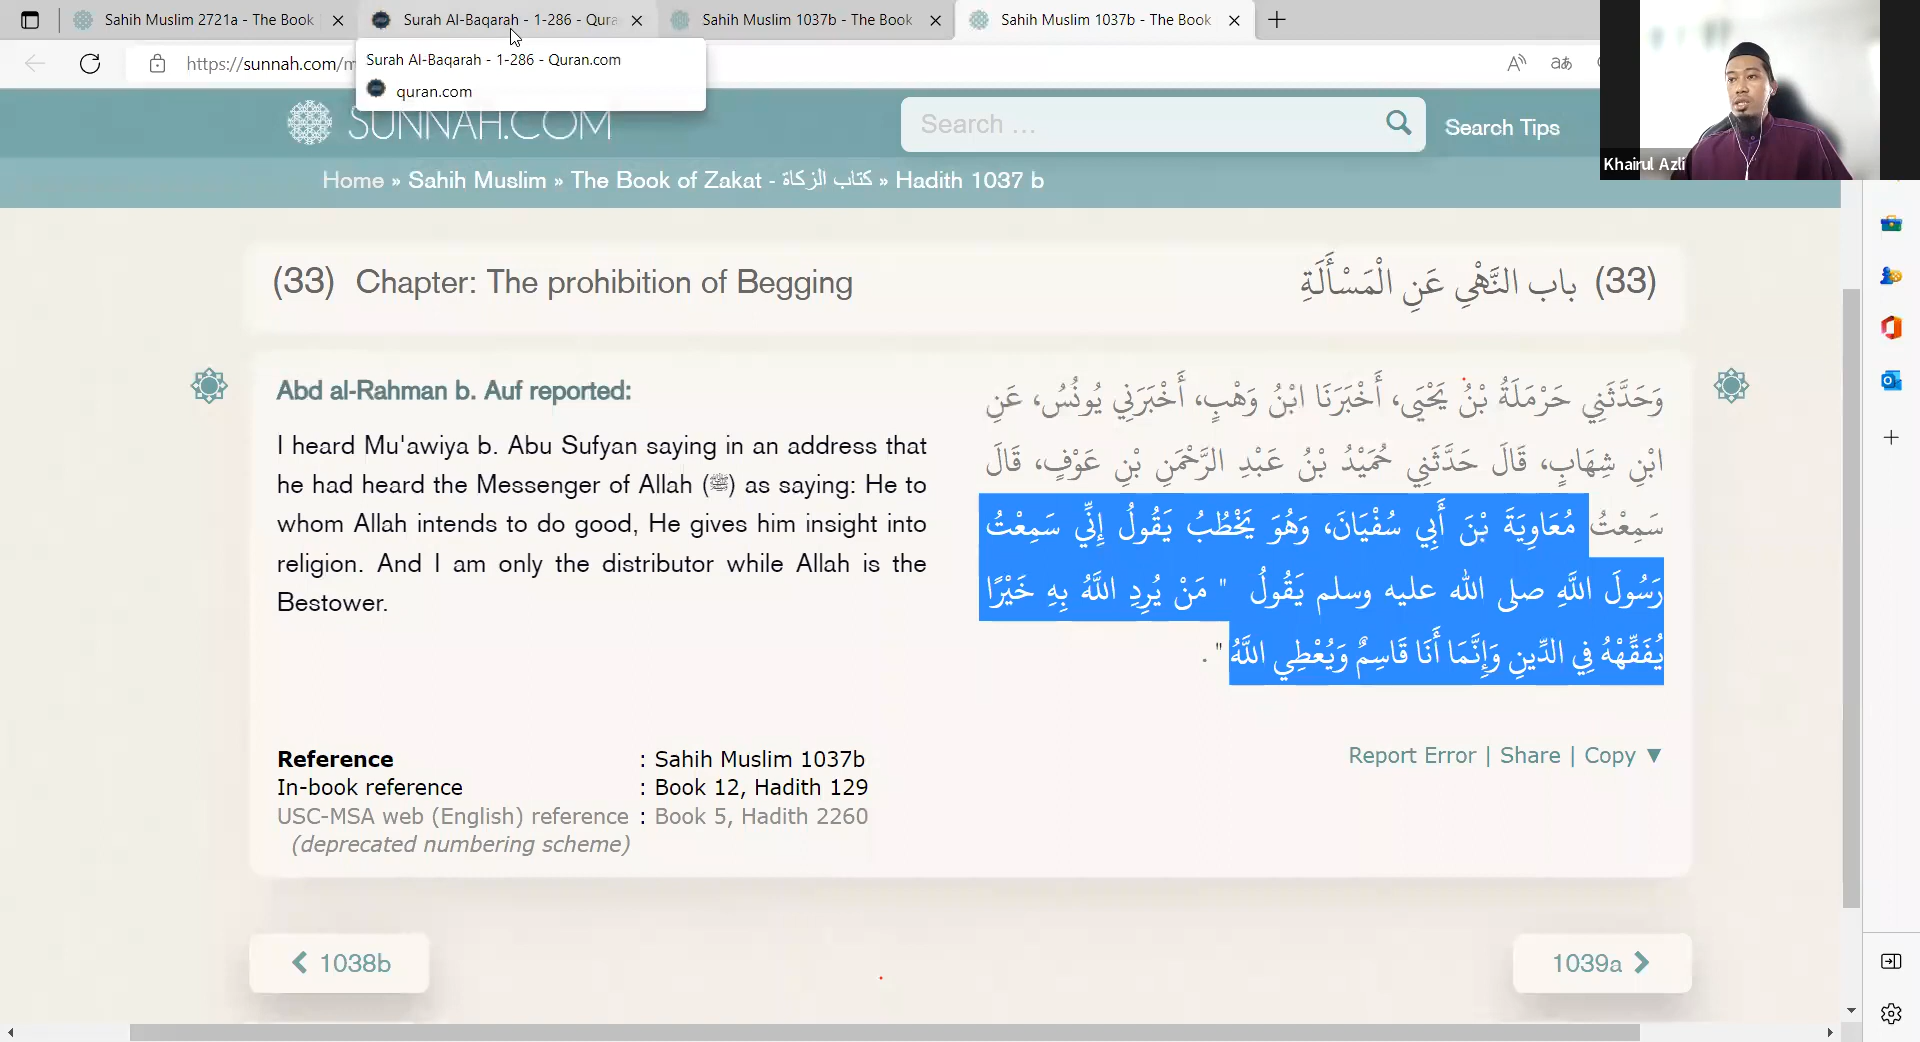 Sahih Muslim 2721a - The Book
Surah Al-Baqarah - 1-286 - Qura
Sahih Muslim 1037b - The Book
Sahih Muslim 1037b - The Book
https://sunnah.com/m
Surah Al-Baqarah - 1-286 - Quran.com
quran.com
SUNNAH.COM
Search ...
Search Tips
Khairul Azli
Home » Sahih Muslim » The Book of Zakat - كتاب الزكاة » Hadith 1037 b
(33) Chapter: The prohibition of Begging
(33) باب النَّهْىِ عَنِ الْمَسْأَلَةِ
Abd al-Rahman b. Auf reported:
I heard Mu'awiya b. Abu Sufyan saying in an address that
he had heard the Messenger of Allah (ﷺ) as saying: He to
whom Allah intends to do good, He gives him insight into
religion. And I am only the distributor while Allah is the
Bestower.
وَحَدَّثَنِي حَرْمَلَةُ بْنُ يَحْيَى، أَخْبَرَنَا ابْنُ وَهْبٍ، أَخْبَرَنِي يُونُسُ، عَنِ
ابْنِ شِهَابٍ، قَالَ حَدَّثَنِي حُمَيْدُ بْنُ عَبْدِ الرَّحْمَنِ بْنِ عَوْفٍ، قَالَ
سَمِعْتُ مُعَاوِيَةَ بْنَ أَبِي سُفْيَانَ، وَهُوَ يَخْطُبُ يَقُولُ إِنِّي سَمِعْتُ
رَسُولَ اللَّهِ صلى الله عليه وسلم يَقُولُ ‏"‏ مَنْ يُرِدِ اللَّهُ بِهِ خَيْرًا
يُفَقِّهْهُ فِي الدِّينِ وَإِنَّمَا أَنَا قَاسِمٌ وَيُعْطِي اللَّهُ ‏"‏ ‏.‏
Reference : Sahih Muslim 1037b
In-book reference : Book 12, Hadith 129
USC-MSA web (English) reference : Book 5, Hadith 2260
(deprecated numbering scheme)
Report Error | Share | Copy ▼
1038b
1039a